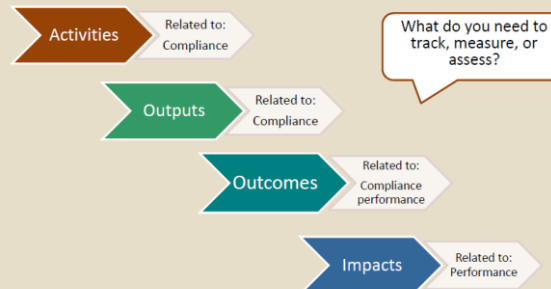 Activities
Related to:
Compliance
What do you need to
track, measure, or
assess?
Outputs
Related to:
Compliance
Outcomes
Related to:
Compliance
performance
Impacts
Related to:
Performance